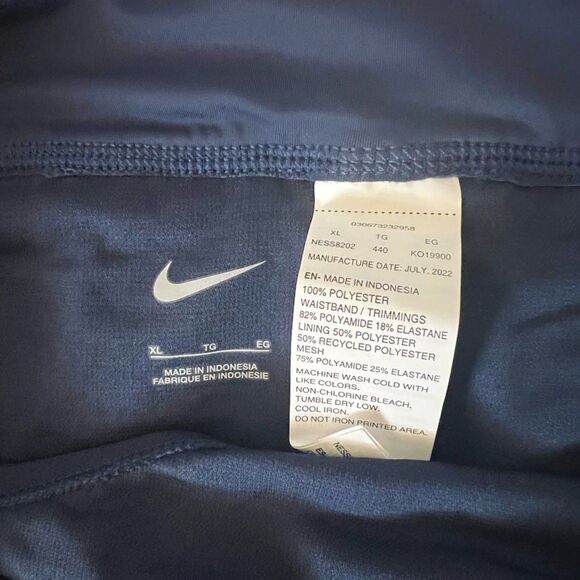 XL TG EG
MADE IN INDONESIA
FABRIQUE EN INDONESIE
030673232958
XL TG EG
NESS8202 440 KO19900
MANUFACTURE DATE: JULY. 2022
EN- MADE IN INDONESIA
100% POLYESTER
WAISTBAND / TRIMMINGS
82% POLYAMIDE 18% ELASTANE
LINING 50% POLYESTER
50% RECYCLED POLYESTER
MESH
75% POLYAMIDE 25% ELASTANE
MACHINE WASH COLD WITH
LIKE COLORS.
NON-CHLORINE BLEACH,
TUMBLE DRY LOW.
COOL IRON.
DO NOT IRON PRINTED AREA.